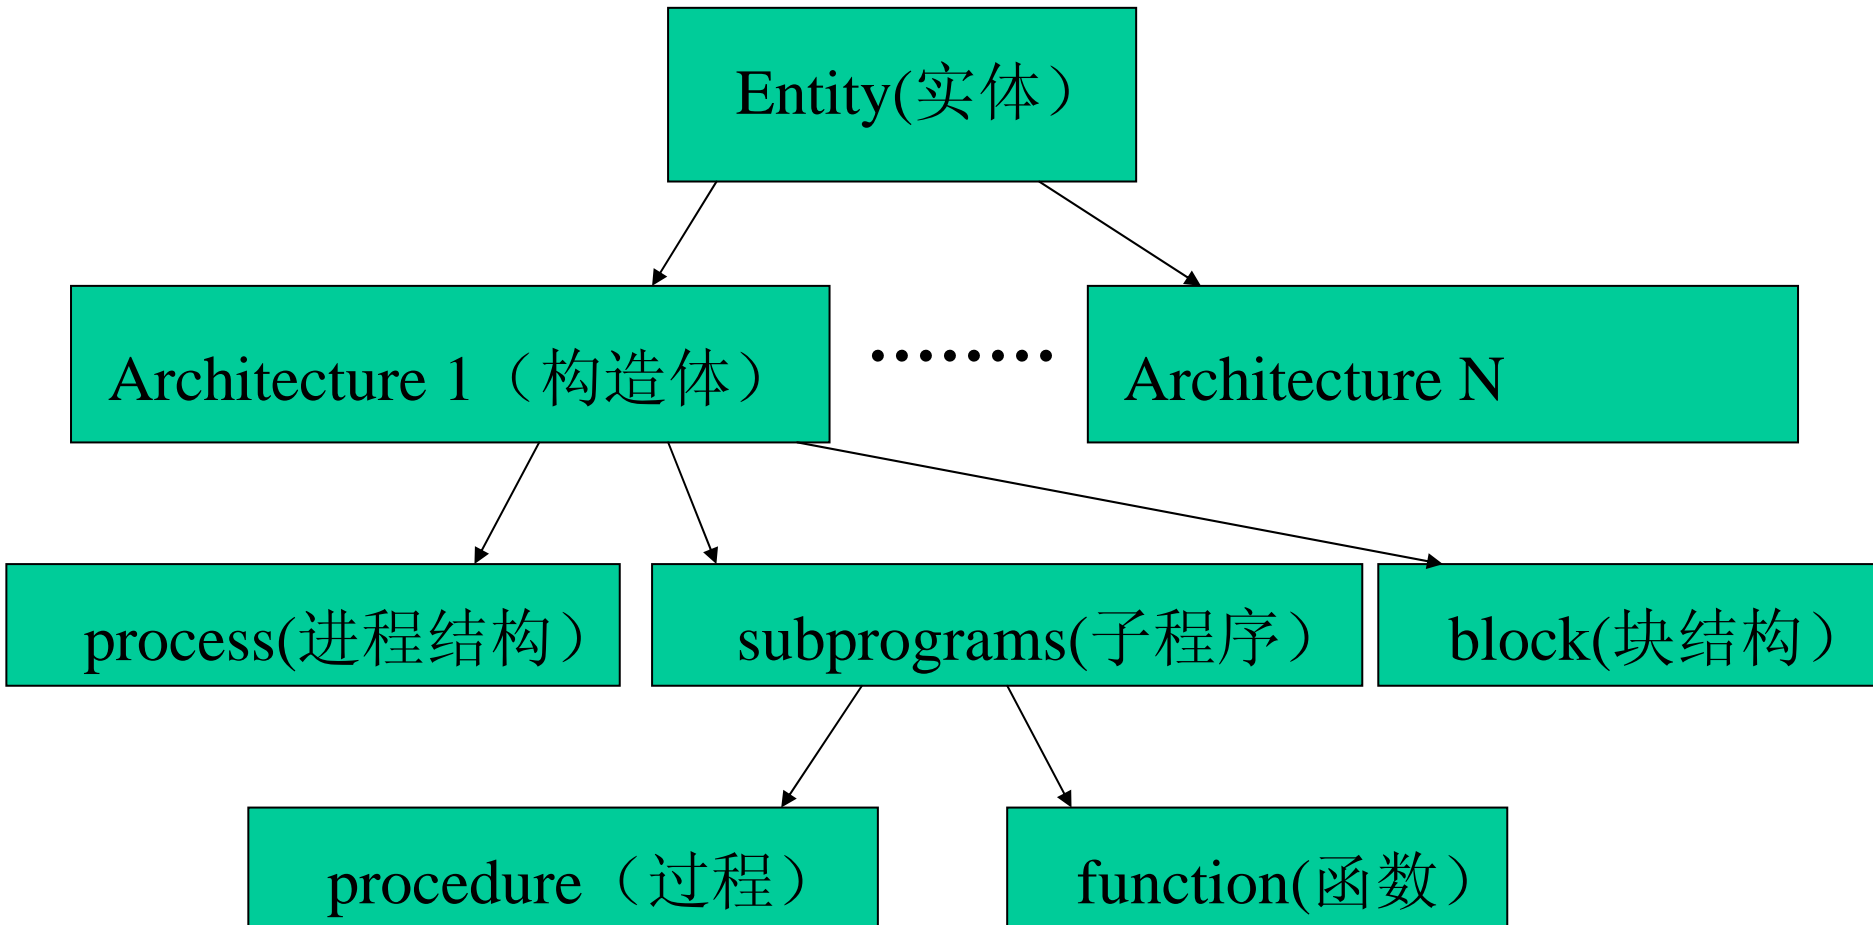 Entity(实体）
Architecture 1（构造体）
Architecture N
process(进程结构）
subprograms(子程序）
block(块结构）
procedure（过程）
function(函数）